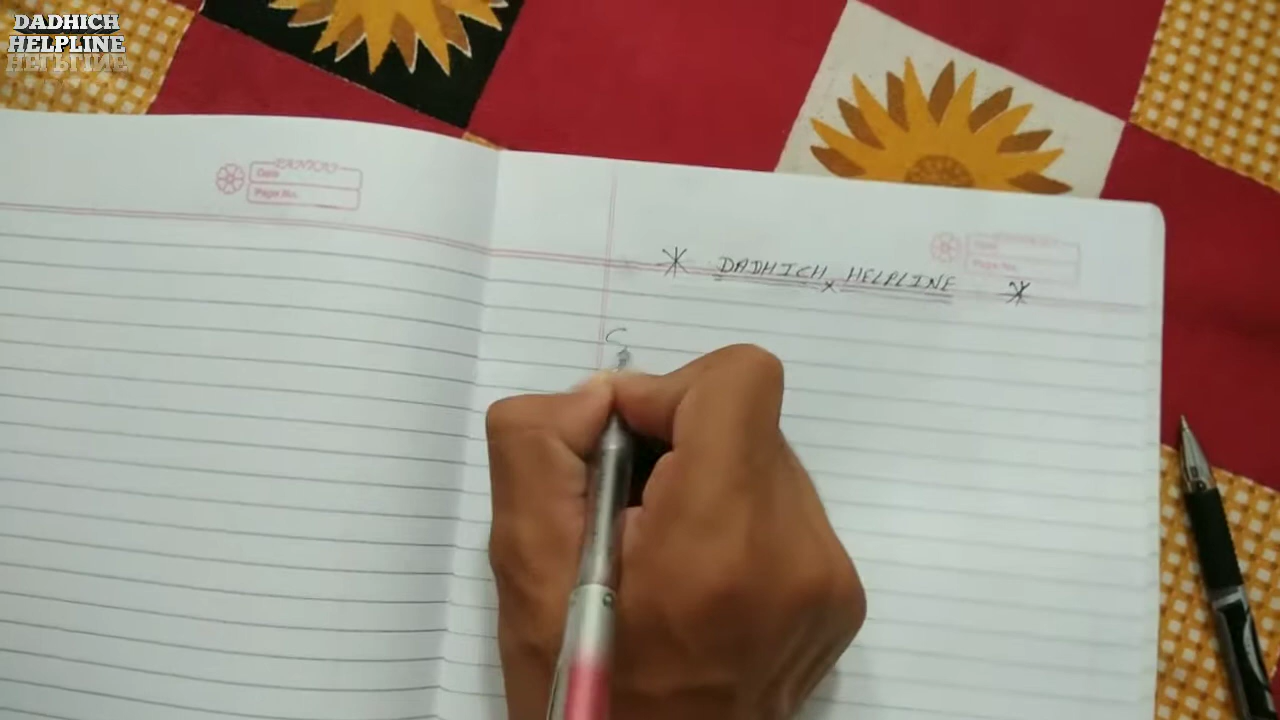 DADHICH
HELPLINE
Date
Page No.
* DADHICH HELPLINE *